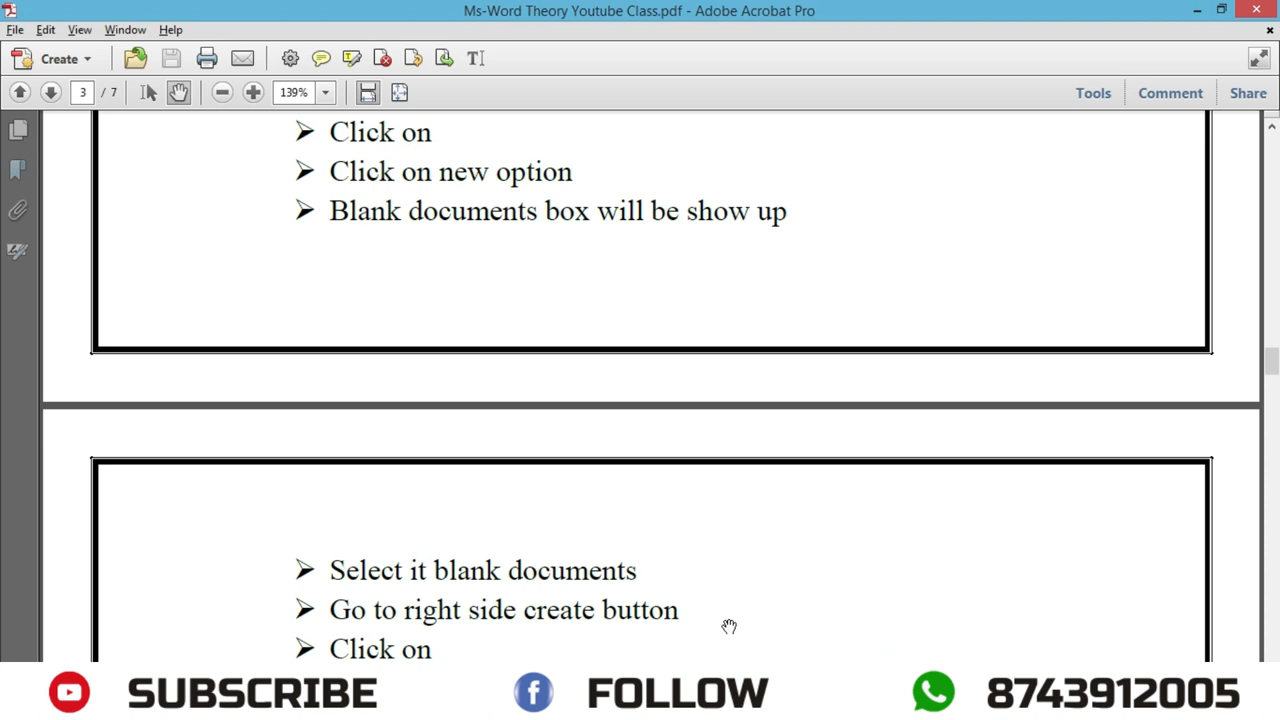 Ms-Word Theory Youtube Class.pdf - Adobe Acrobat Pro
File Edit View Window Help
Create
3 / 7 139% Tools Comment Share
➢ Click on
➢ Click on new option
➢ Blank documents box will be show up
➢ Select it blank documents
➢ Go to right side create button
➢ Click on
SUBSCRIBE FOLLOW 8743912005